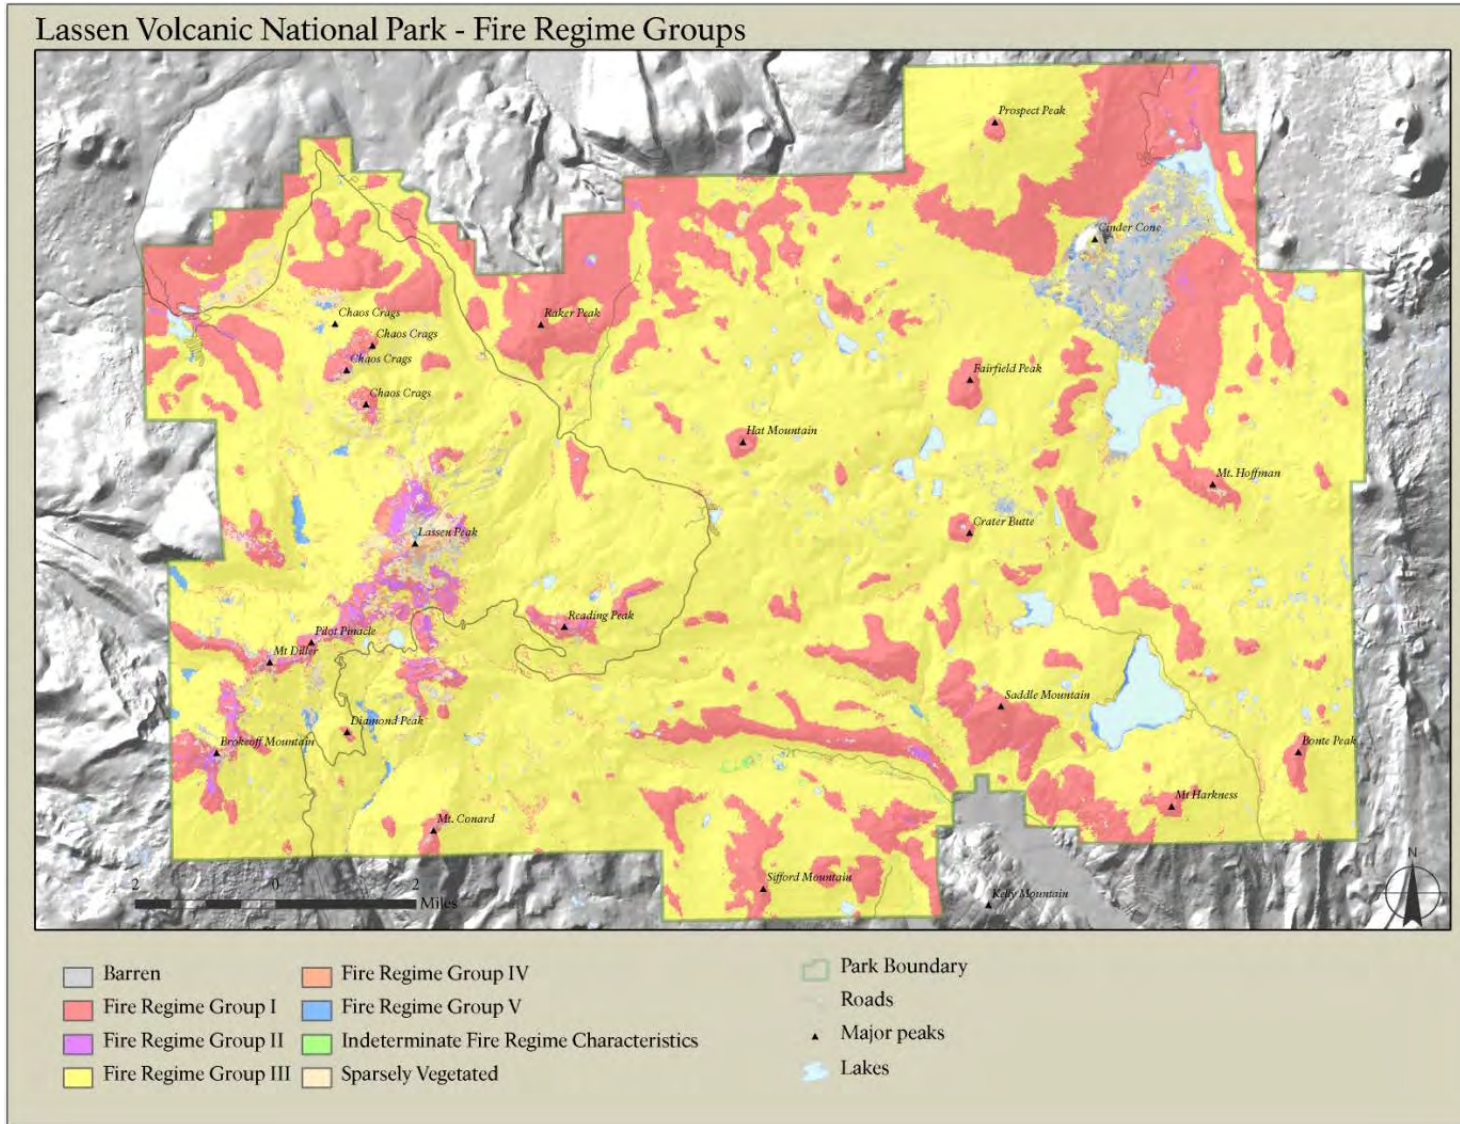 Lassen Volcanic National Park - Fire Regime Groups
Prospect Peak
Cinder Cone
Chaos Crags
Raker Peak
Chaos Crags
Chaos Crags
Fairfield Peak
Chaos Crags
Hat Mountain
Mt. Hoffman
Crater Butte
Lassen Peak
Reading Peak
Pilot Pinacle
Mt Diller
Saddle Mountain
Diamond Peak
Brokeoff Mountain
Bonte Peak
Mt Harkness
Mt. Conard
Sifford Mountain
Kelly Mountain
N
2 0 2
Miles
Barren
Fire Regime Group I
Fire Regime Group II
Fire Regime Group III
Fire Regime Group IV
Fire Regime Group V
Indeterminate Fire Regime Characteristics
Sparsely Vegetated
Park Boundary
Roads
Major peaks
Lakes